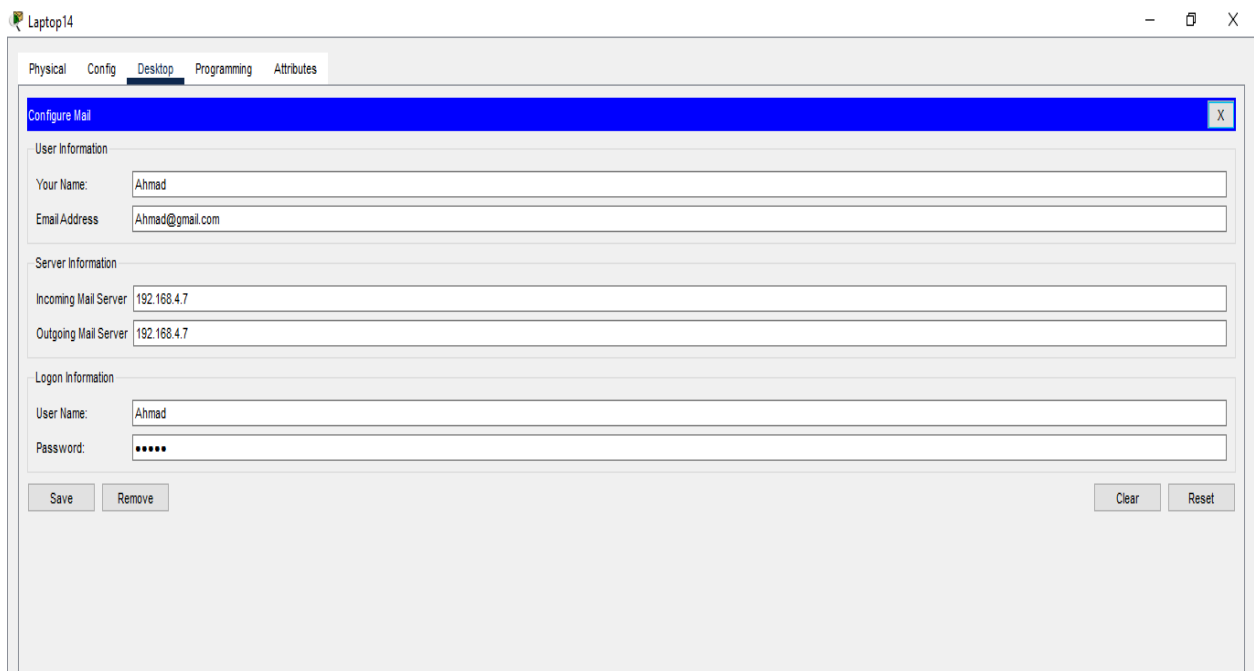 Laptop14
Physical Config Desktop Programming Attributes
Configure Mail X
User Information
Your Name: Ahmad
Email Address Ahmad@gmail.com
Server Information
Incoming Mail Server 192.168.4.7
Outgoing Mail Server 192.168.4.7
Logon Information
User Name: Ahmad
Password: •••••
Save Remove Clear Reset